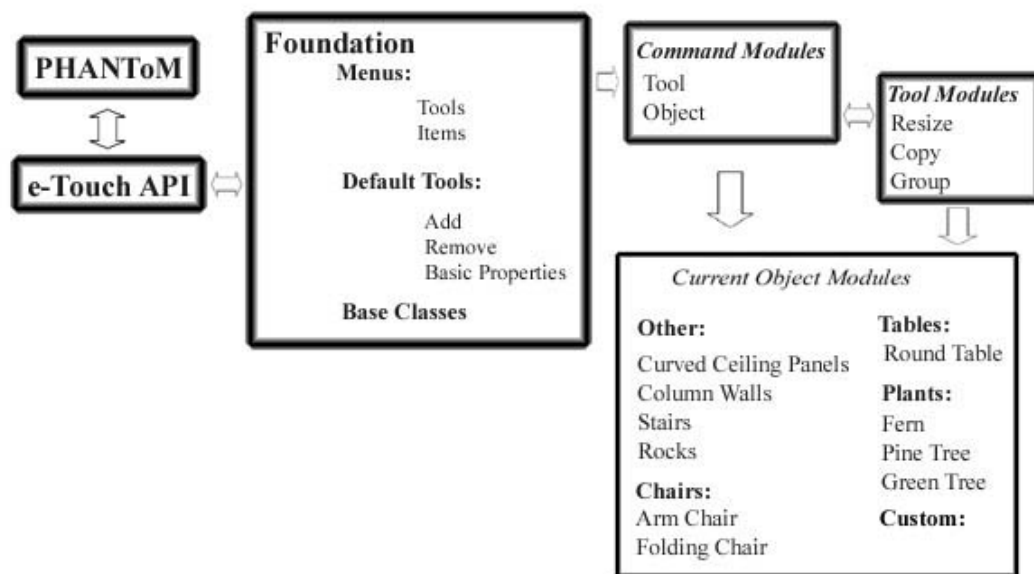 PHANToM
e-Touch API
Foundation
Menus:
Tools
Items
Default Tools:
Add
Remove
Basic Properties
Base Classes
Command Modules
Tool
Object
Tool Modules
Resize
Copy
Group
Current Object Modules
Other:
Curved Ceiling Panels
Column Walls
Stairs
Rocks
Chairs:
Arm Chair
Folding Chair
Tables:
Round Table
Plants:
Fern
Pine Tree
Green Tree
Custom: